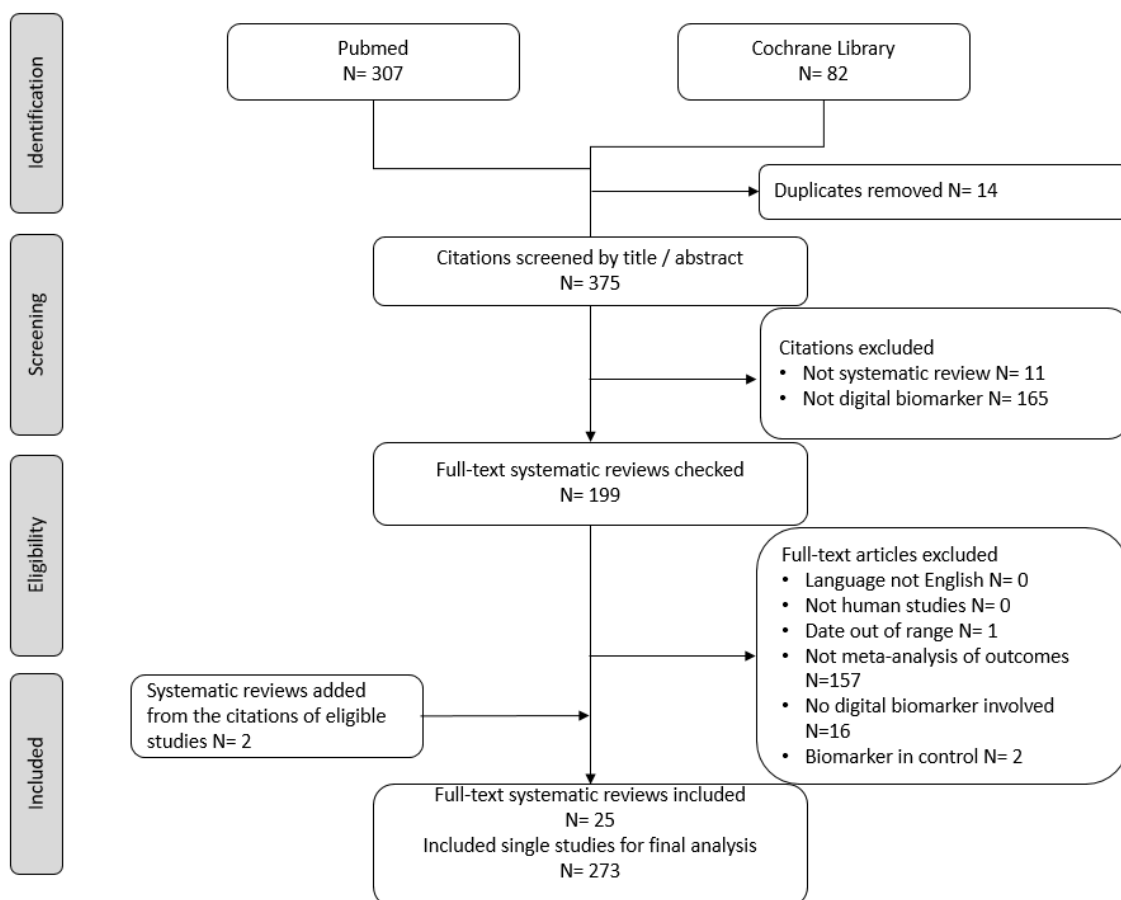 Identification
Pubmed
N= 307
Cochrane Library
N= 82
Duplicates removed N= 14
Screening
Citations screened by title / abstract
N= 375
Citations excluded
• Not systematic review N= 11
• Not digital biomarker N= 165
Eligibility
Full-text systematic reviews checked
N= 199
Full-text articles excluded
• Language not English N= 0
• Not human studies N= 0
• Date out of range N= 1
• Not meta-analysis of outcomes
N=157
• No digital biomarker involved
N=16
• Biomarker in control N= 2
Included
Systematic reviews added
from the citations of eligible
studies N= 2
Full-text systematic reviews included
N= 25
Included single studies for final analysis
N= 273